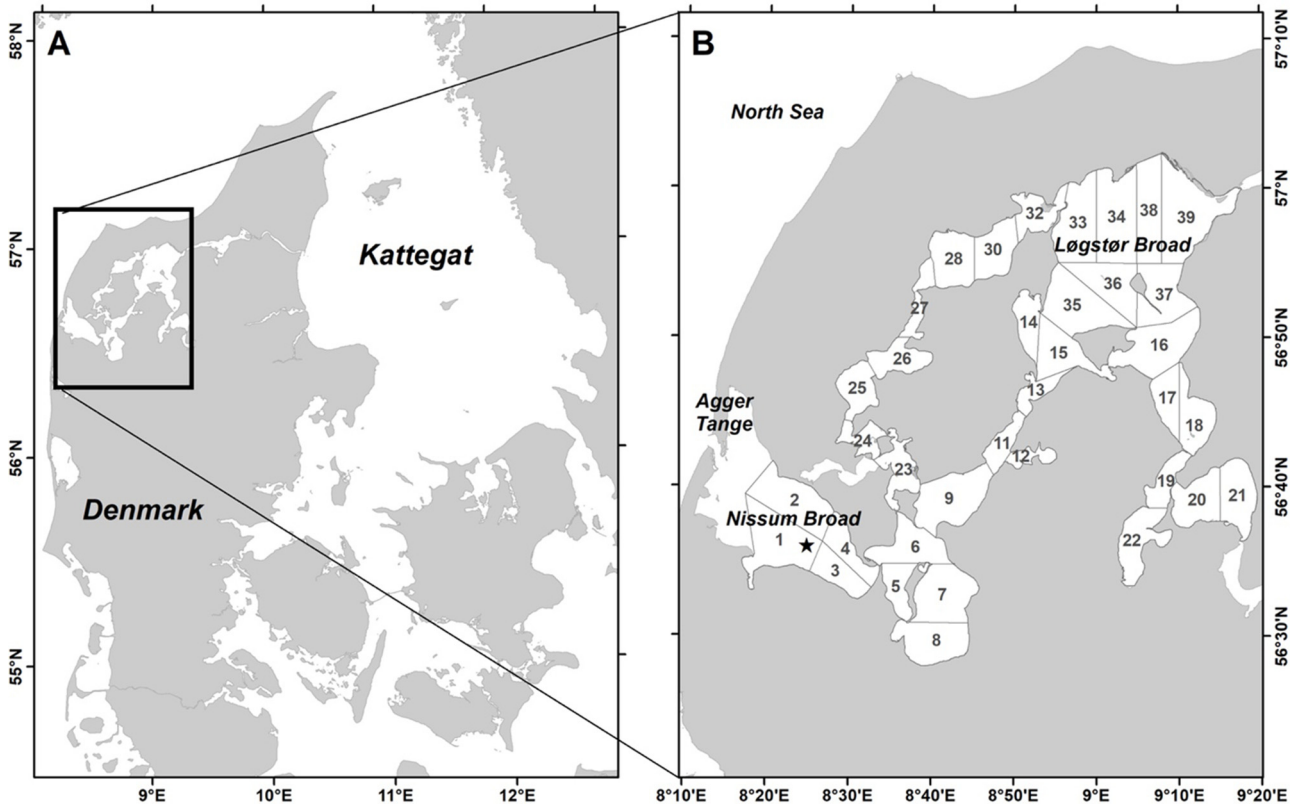 A
B
58°N
57°N
56°N
55°N
9°E
10°E
11°E
12°E
Kattegat
Denmark
North Sea
57°10'N
57°N
56°50'N
56°40'N
56°30'N
32
33
34
38
39
Løgstør Broad
28
30
36
37
35
27
14
15
16
26
25
13
17
18
Agger
Tange
24
11
12
23
19
20
21
9
2
Nissum Broad
1
4
3
6
22
5
7
8
8°10'E
8°20'E
8°30'E
8°40'E
8°50'E
9°E
9°10'E
9°20'E